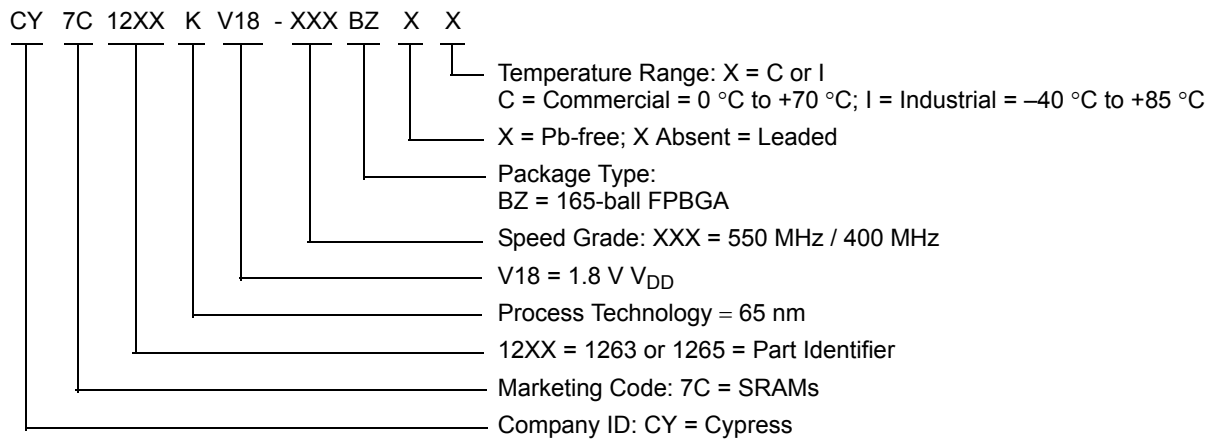 CY 7C 12XX K V18 - XXX BZ X X
Temperature Range: X = C or I
C = Commercial = 0 °C to +70 °C; I = Industrial = –40 °C to +85 °C
X = Pb-free; X Absent = Leaded
Package Type:
BZ = 165-ball FPBGA
Speed Grade: XXX = 550 MHz / 400 MHz
V18 = 1.8 V VDD
Process Technology = 65 nm
12XX = 1263 or 1265 = Part Identifier
Marketing Code: 7C = SRAMs
Company ID: CY = Cypress